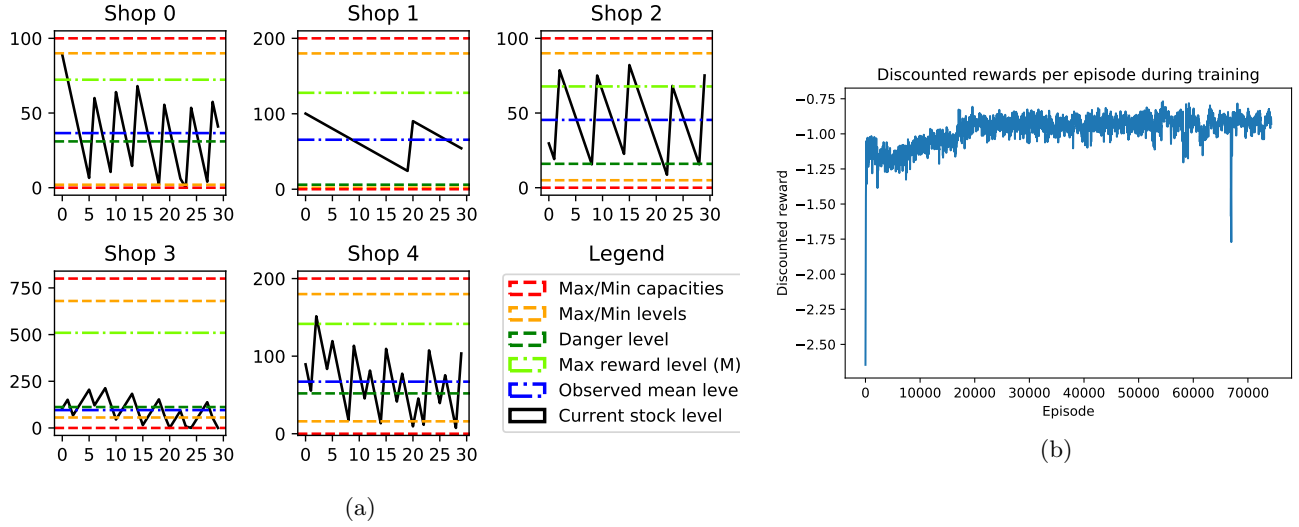 Shop 0
Shop 1
Shop 2
100
50
0
0 5 10 15 20 25 30
200
100
0
0 5 10 15 20 25 30
100
50
0
0 5 10 15 20 25 30
Shop 3
Shop 4
Legend
750
500
250
0
0 5 10 15 20 25 30
200
100
0
0 5 10 15 20 25 30
Max/Min capacities
Max/Min levels
Danger level
Max reward level (M)
Observed mean leve
Current stock level
(a)
Discounted rewards per episode during training
Discounted reward
−0.75
−1.00
−1.25
−1.50
−1.75
−2.00
−2.25
−2.50
0 10000 20000 30000 40000 50000 60000 70000
Episode
(b)